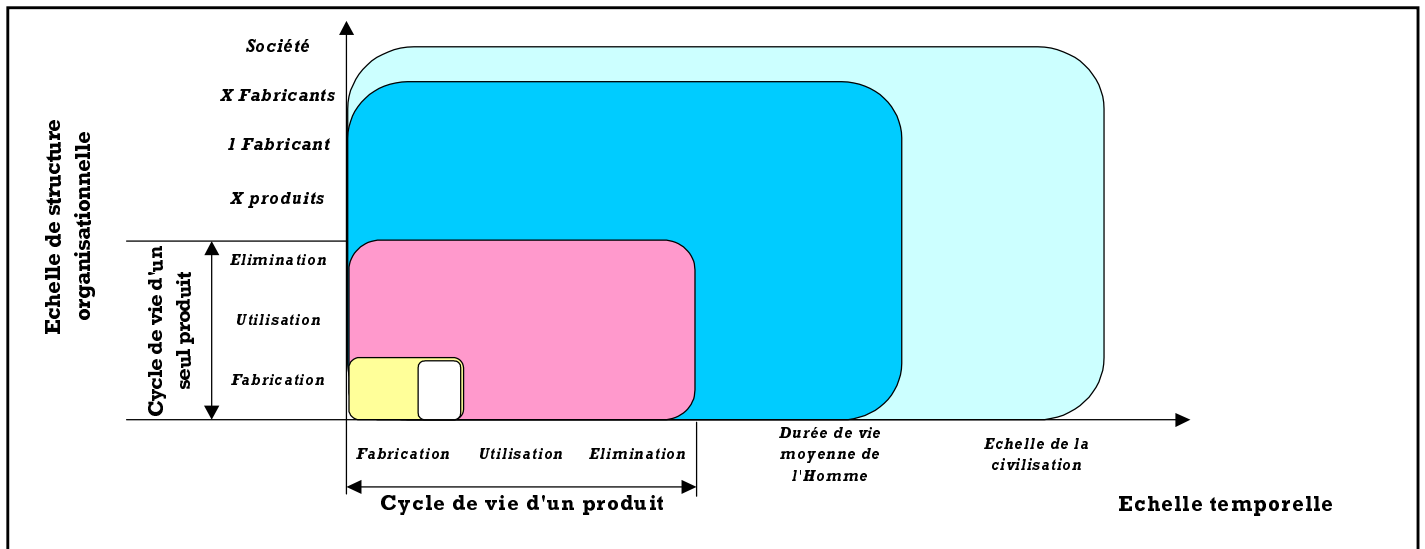 Echelle de structure
organisationnelle
Société
X Fabricants
1 Fabricant
X produits
Cycle de vie d'un
seul produit
Elimination
Utilisation
Fabrication
Fabrication
Utilisation
Elimination
Cycle de vie d'un produit
Durée de vie
moyenne de
l'Homme
Echelle de la
civilisation
Echelle temporelle